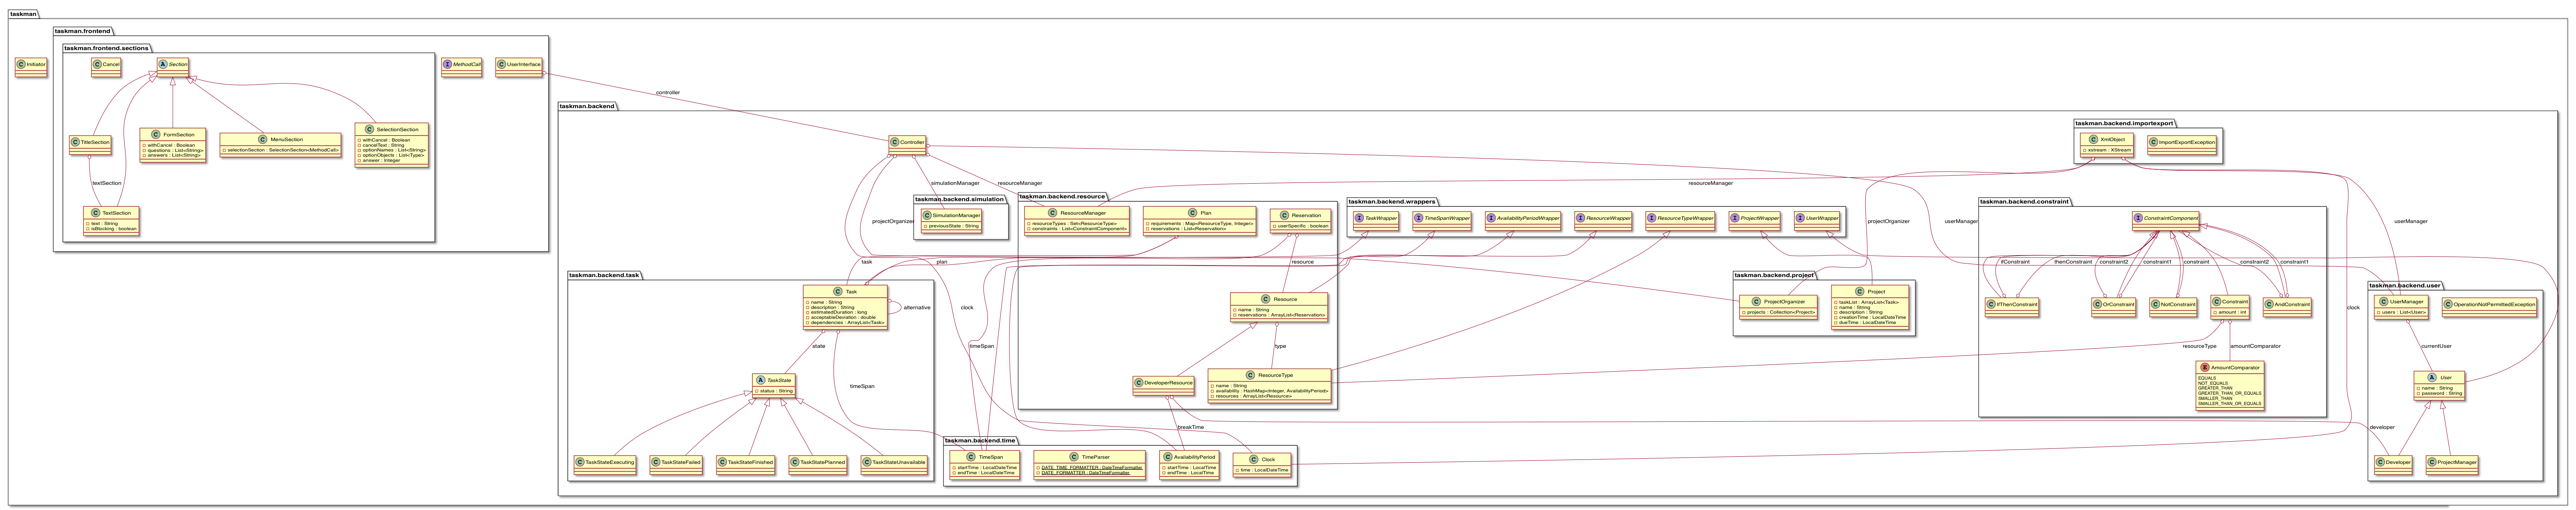 taskman
taskman.frontend
taskman.frontend.sections
C Initiator
C Cancel
A Section
I MethodCall
C UserInterface
controller
C TitleSection
C FormSection
withCancel : Boolean
questions : List<String>
answers : List<String>
C MenuSection
selectionSection : SelectionSection<MethodCall>
C SelectionSection
withCancel : Boolean
cancelText : String
optionNames : List<String>
optionObjects : List<Type>
answer : Integer
textSection
C TextSection
text : String
isBlocking : boolean
taskman.backend
C Controller
simulationManager
resourceManager
projectOrganizer
taskman.backend.importexport
C XmlObject
xstream : XStream
C ImportExportException
resourceManager
projectOrganizer
userManager
userManager
clock
clock
taskman.backend.simulation
C SimulationManager
previousState : String
taskman.backend.resource
C ResourceManager
resourceTypes : Set<ResourceType>
constraints : List<ConstraintComponent>
C Plan
requirements : Map<ResourceType, Integer>
reservations : List<Reservation>
C Reservation
userSpecific : boolean
task
plan
resource
C Resource
name : String
reservations : ArrayList<Reservation>
type
C DeveloperResource
C ResourceType
name : String
availability : HashMap<Integer, AvailabilityPeriod>
resources : ArrayList<Resource>
breakTime
developer
taskman.backend.wrappers
I TaskWrapper
I TimeSpanWrapper
I AvailabilityPeriodWrapper
I ResourceWrapper
I ResourceTypeWrapper
I ProjectWrapper
I UserWrapper
taskman.backend.project
C ProjectOrganizer
projects : Collection<Project>
C Project
taskList : ArrayList<Task>
name : String
description : String
creationTime : LocalDateTime
dueTime : LocalDateTime
taskman.backend.constraint
I ConstraintComponent
ifConstraint
thenConstraint
constraint2
constraint1
constraint
constraint2
constraint1
C IfThenConstraint
C OrConstraint
C NotConstraint
C Constraint
amount : int
C AndConstraint
resourceType
amountComparator
E AmountComparator
EQUALS
NOT_EQUALS
GREATER_THAN
GREATER_THAN_OR_EQUALS
SMALLER_THAN
SMALLER_THAN_OR_EQUALS
taskman.backend.user
C UserManager
users : List<User>
C OperationNotPermittedException
currentUser
A User
name : String
password : String
C Developer
C ProjectManager
taskman.backend.task
C Task
name : String
description : String
estimatedDuration : long
acceptableDeviation : double
dependencies : ArrayList<Task>
alternative
state
timeSpan
timeSpan
A TaskState
status : String
C TaskStateExecuting
C TaskStateFailed
C TaskStateFinished
C TaskStatePlanned
C TaskStateUnavailable
taskman.backend.time
C TimeSpan
startTime : LocalDateTime
endTime : LocalDateTime
C TimeParser
DATE_TIME_FORMATTER : DateTimeFormatter
DATE_FORMATTER : DateTimeFormatter
C AvailabilityPeriod
startTime : LocalTime
endTime : LocalTime
C Clock
time : LocalDateTime